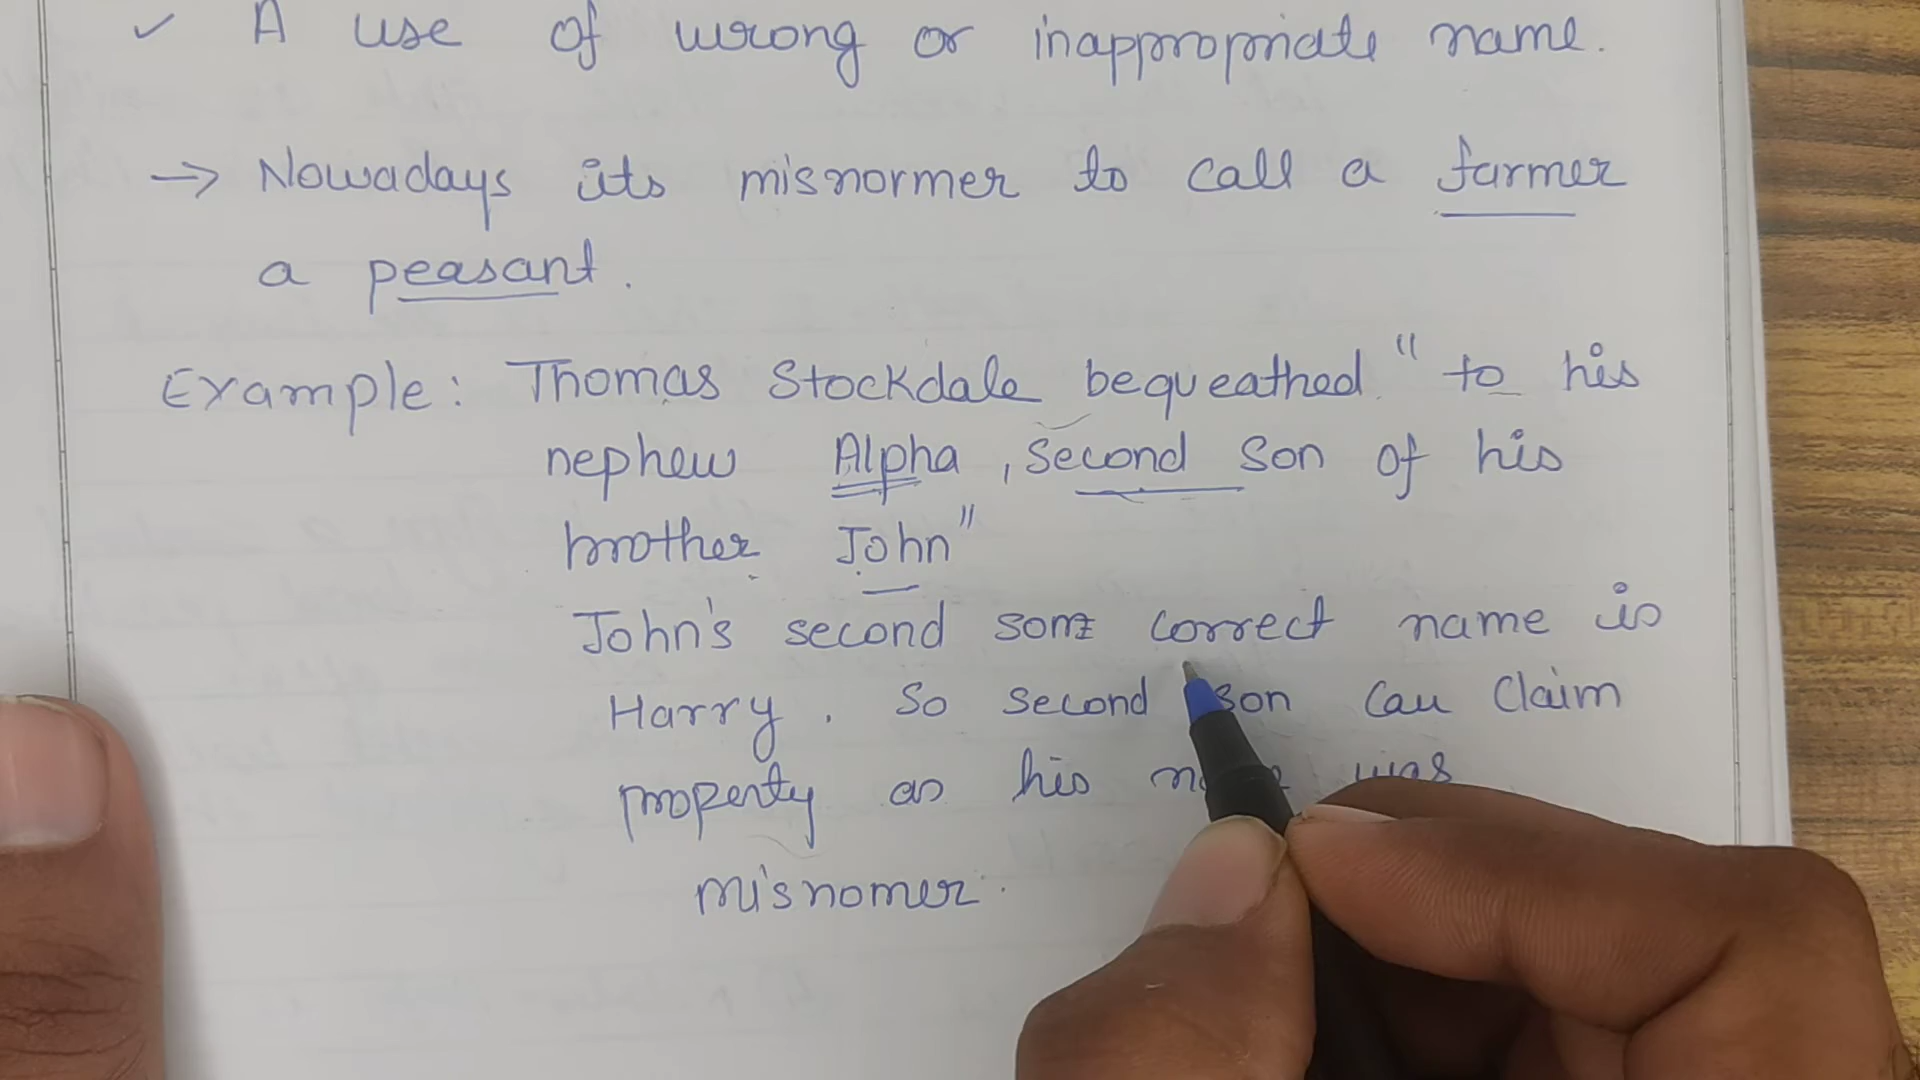 ✓ A use of wrong or inappropriate name.
→ Nowadays its misnormer to call a farmer
a peasant.
Example: Thomas Stockdale bequeathed "to his
nephew Alpha, second son of his
brother John"
John's second son correct name is
Harry. So second son can claim
property as his was
misnomer.